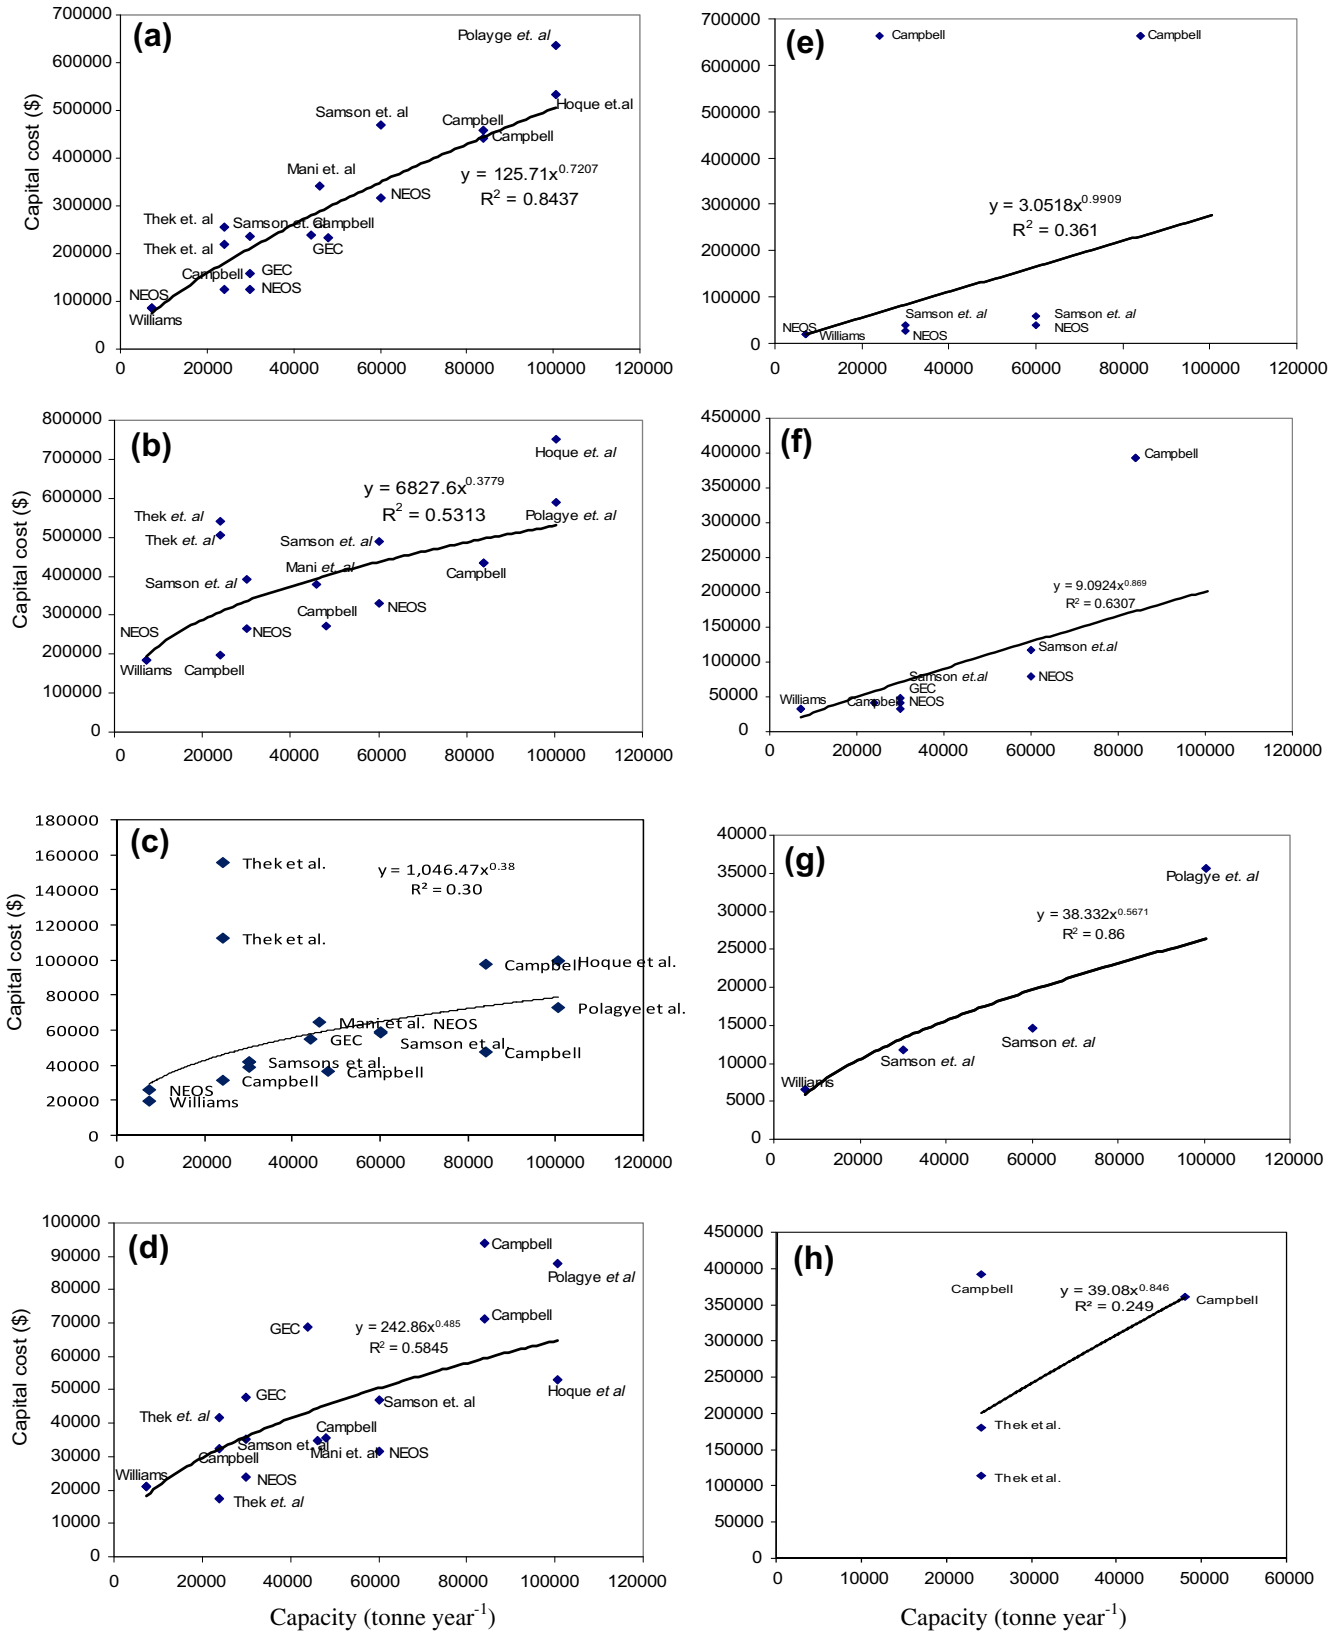 (a)
Capital cost ($)
700000
600000
500000
400000
300000
200000
100000
0
Polayge et. al
Hoque et.al
Samson et. al
Campbell
Campbell
y = 125.71x^0.7207
R² = 0.8437
Mani et. al
NEOS
Thek et. al
Samson et. al
Campbell
Thek et. al
GEC
Campbell
GEC
NEOS
NEOS
Williams
0 20000 40000 60000 80000 100000 120000
(b)
Capital cost ($)
800000
700000
600000
500000
400000
300000
200000
100000
0
Hoque et. al
y = 6827.6x^0.3779
R² = 0.5313
Polagye et. al
Thek et. al
Thek et. al
Samson et. al
Mani et. al
Campbell
Samson et. al
Campbell
NEOS
NEOS
NEOS
Williams
Campbell
0 20000 40000 60000 80000 100000 120000
(c)
Capital cost ($)
180000
160000
140000
120000
100000
80000
60000
40000
20000
0
Thek et al.
y = 1,046.47x^0.38
R² = 0.30
Thek et al.
Campbell
Hoque et al.
Polagye et al.
Mani et al.
NEOS
GEC
Samson et al.
Campbell
Samsons et al.
Campbell
Campbell
NEOS
Williams
0 20000 40000 60000 80000 100000 120000
(d)
Capital cost ($)
100000
90000
80000
70000
60000
50000
40000
30000
20000
10000
0
Campbell
Polagye et al
Campbell
GEC
y = 242.86x^0.485
R² = 0.5845
Hoque et al
GEC
Samson et. al
Thek et. al
Campbell
Samson et. al
Mani et. al
NEOS
Campbell
Williams
NEOS
Thek et. al
0 20000 40000 60000 80000 100000 120000
Capacity (tonne year⁻¹)
(e)
700000
600000
500000
400000
300000
200000
100000
0
Campbell
Campbell
y = 3.0518x^0.9909
R² = 0.361
Samson et. al
Samson et. al
NEOS
Williams
NEOS
NEOS
0 20000 40000 60000 80000 100000 120000
(f)
450000
400000
350000
300000
250000
200000
150000
100000
50000
0
Campbell
y = 9.0924x^0.869
R² = 0.6307
Samson et.al
Samson et.al
NEOS
GEC
Williams
Campbell
NEOS
0 20000 40000 60000 80000 100000 120000
(g)
40000
35000
30000
25000
20000
15000
10000
5000
0
Polagye et. al
y = 38.332x^0.5671
R² = 0.86
Samson et. al
Samson et. al
Williams
0 20000 40000 60000 80000 100000 120000
(h)
450000
400000
350000
300000
250000
200000
150000
100000
50000
0
Campbell
y = 39.08x^0.846
R² = 0.249
Campbell
Thek et al.
Thek et al.
0 10000 20000 30000 40000 50000 60000
Capacity (tonne year⁻¹)